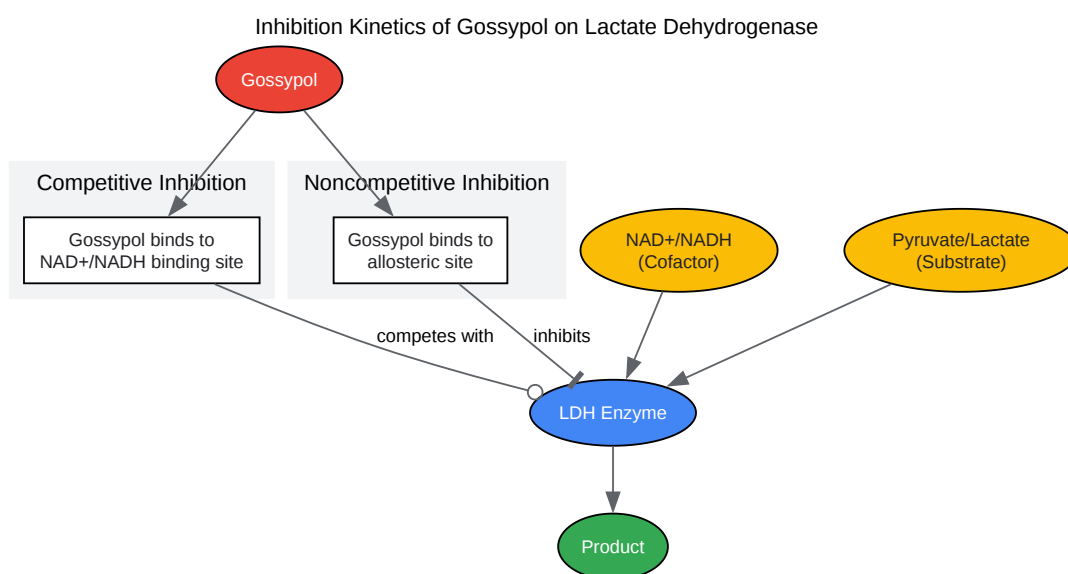 Inhibition Kinetics of Gossypol on Lactate Dehydrogenase
Gossypol
Competitive Inhibition
Noncompetitive Inhibition
Gossypol binds to
NAD+/NADH binding site
Gossypol binds to
allosteric site
NAD+/NADH
(Cofactor)
Pyruvate/Lactate
(Substrate)
competes with
inhibits
LDH Enzyme
Product